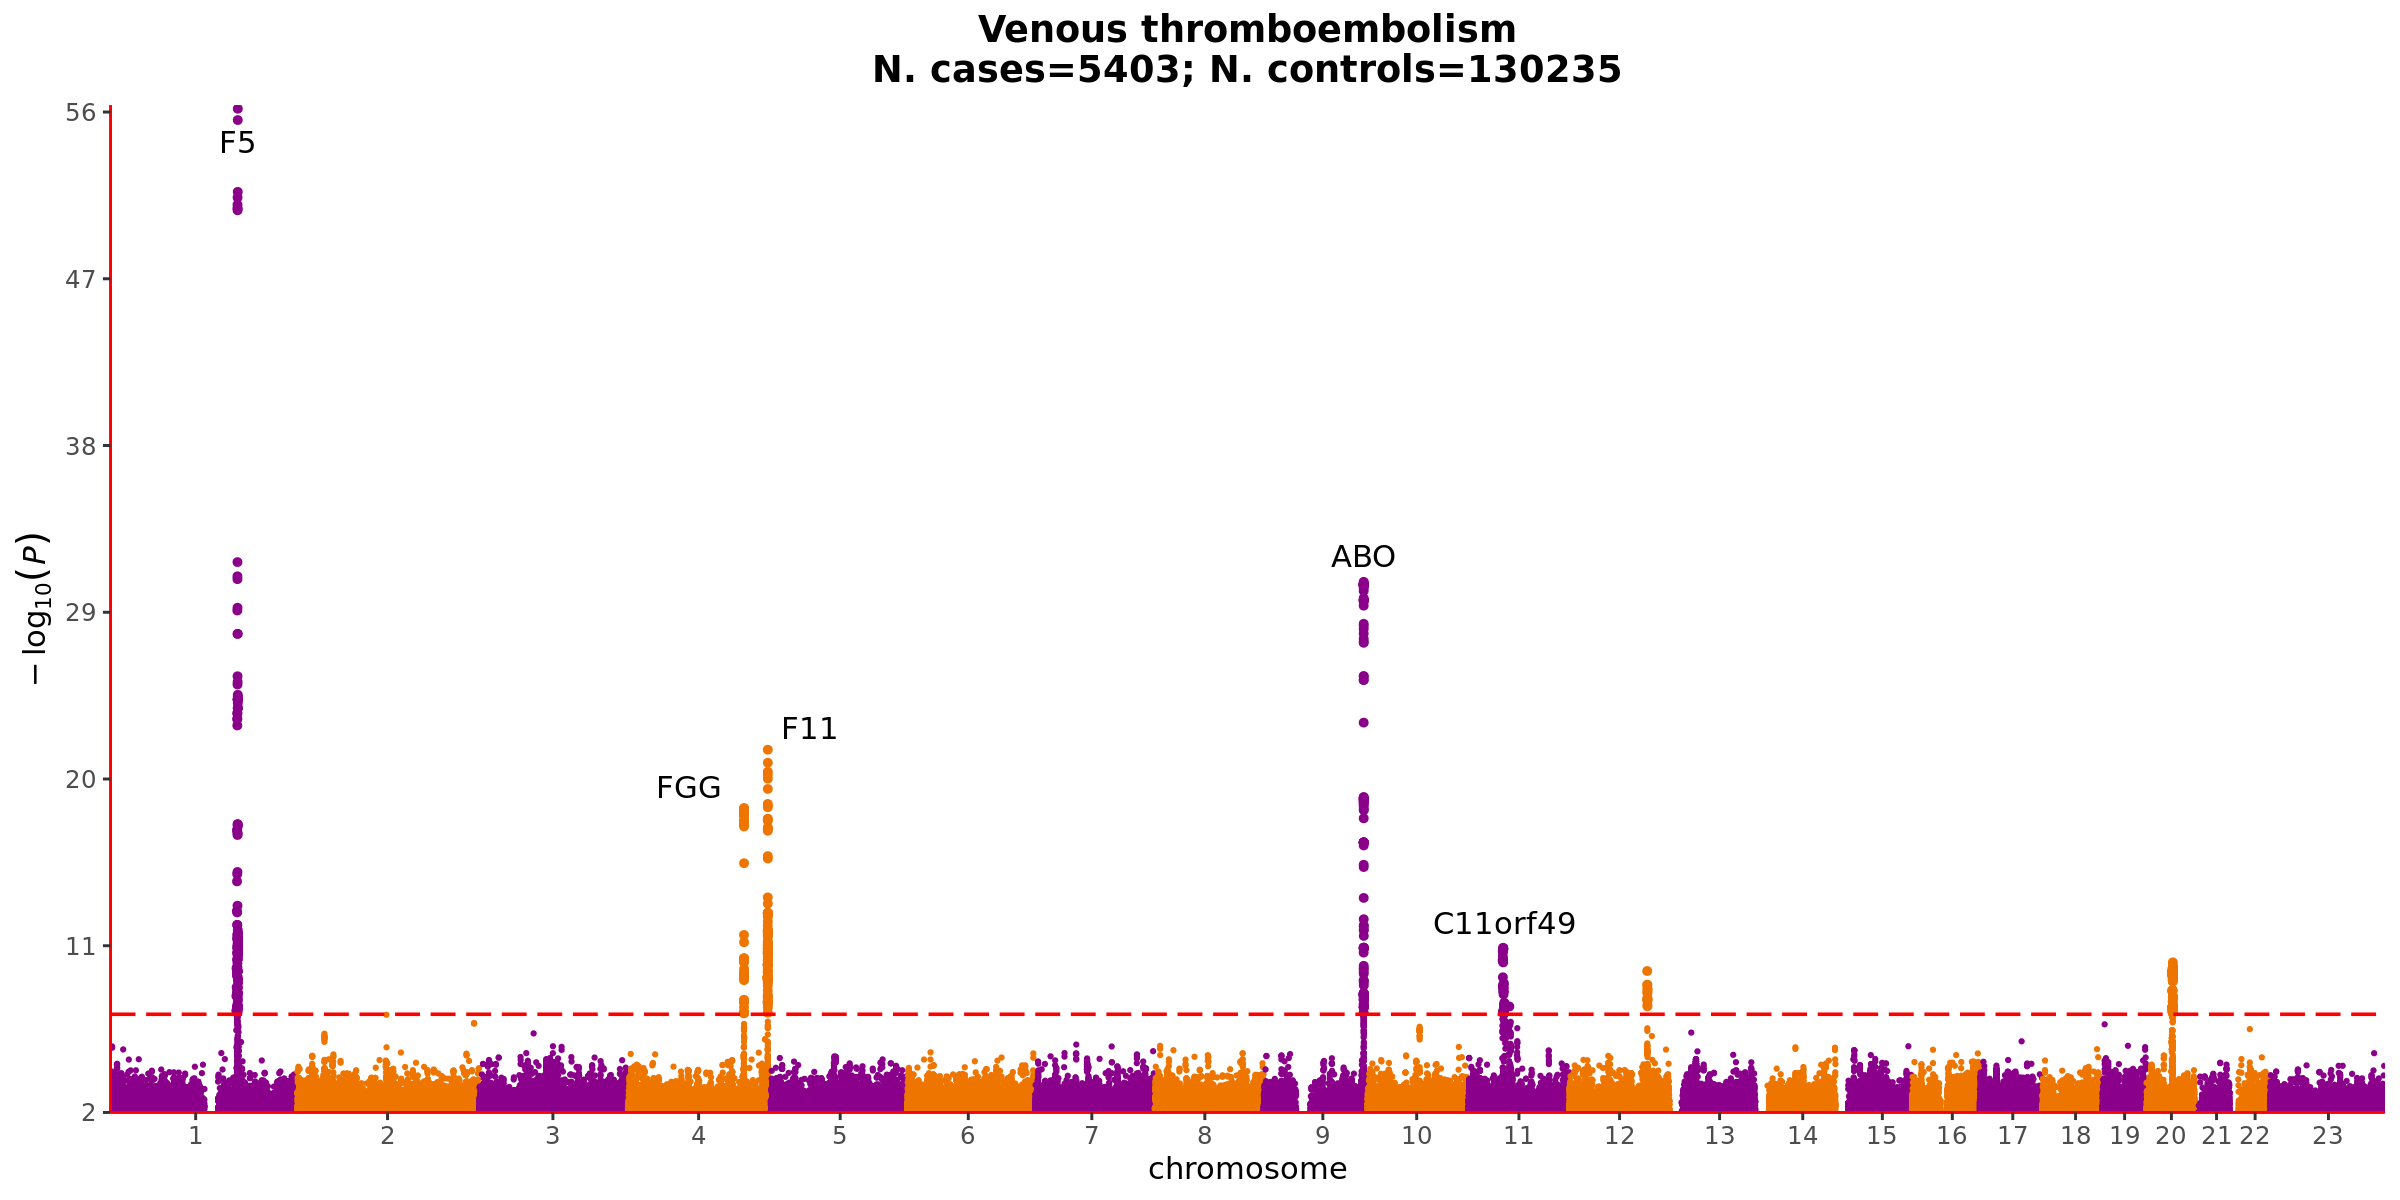 Venous thromboembolism
N. cases=5403; N. controls=130235
56
F5
47
38
− log10(P)
29
ABO
20
F11
FGG
11
C11orf49
2
1 2 3 4 5 6 7 8 9 10 11 12 13 14 15 16 17 18 19 20 21 22 23
chromosome